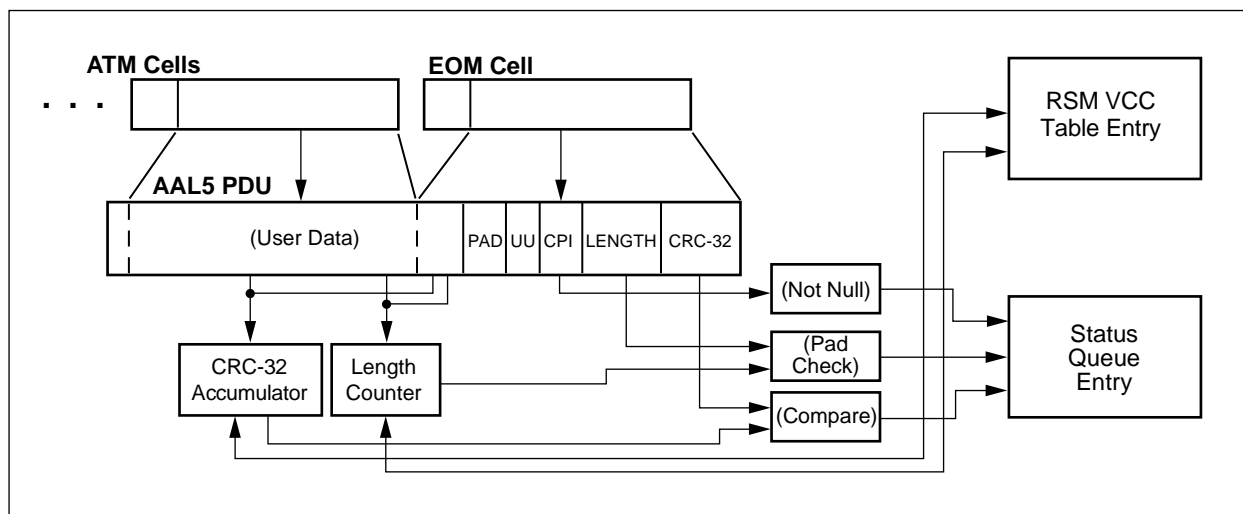 ATM Cells
EOM Cell
. . .
RSM VCC
Table Entry
AAL5 PDU
(User Data)
PAD
UU
CPI
LENGTH
CRC-32
(Not Null)
(Pad
Check)
(Compare)
Status
Queue
Entry
CRC-32
Accumulator
Length
Counter